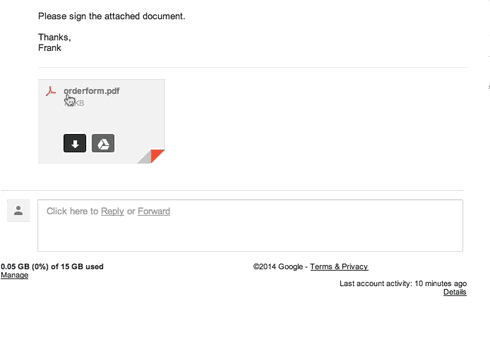 Please sign the attached document.
Thanks,
Frank
orderform.pdf
KB
Click here to Reply or Forward
0.05 GB (0%) of 15 GB used
Manage
©2014 Google - Terms & Privacy
Last account activity: 10 minutes ago
Details